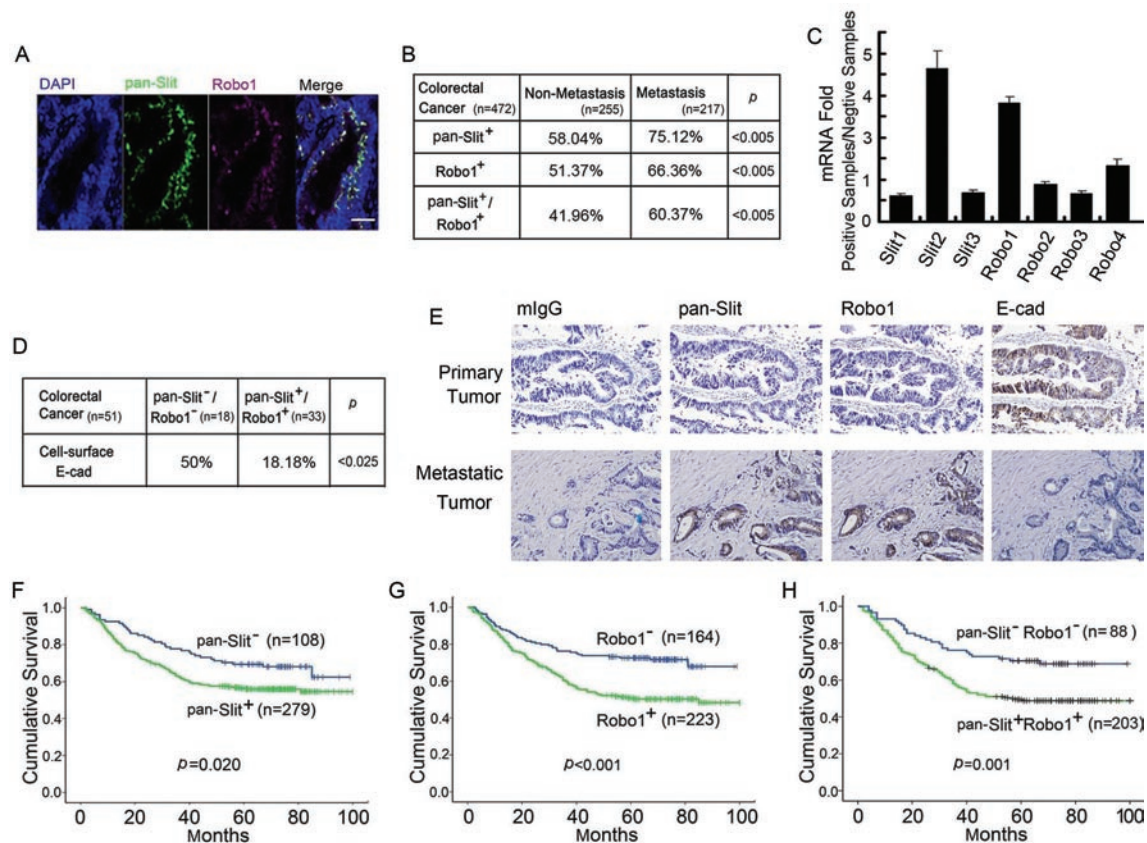 A
DAPI pan-Slit Robo1 Merge
B
Colorectal Cancer (n=472) Non-Metastasis (n=255) Metastasis (n=217) p
pan-Slit+ 58.04% 75.12% <0.005
Robo1+ 51.37% 66.36% <0.005
pan-Slit+/ Robo1+ 41.96% 60.37% <0.005
C
mRNA Fold
Positive Samples/Negtive Samples
5
2
1
0
Slit1 Slit2 Slit3 Robo1 Robo2 Robo3 Robo4
D
Colorectal Cancer (n=51) pan-Slit-/ Robo1-(n=18) pan-Slit+/ Robo1+(n=33) p
Cell-surface E-cad 50% 18.18% <0.025
E
mIgG pan-Slit Robo1 E-cad
Primary
Tumor
Metastatic
Tumor
F
Cumulative Survival
1.0
0.8
0.6
0.4
0.2
0.0
pan-Slit- (n=108)
pan-Slit+ (n=279)
p=0.020
0 20 40 60 80 100
Months
G
Cumulative Survival
1.0
0.8
0.6
0.4
0.2
0.0
Robo1- (n=164)
Robo1+ (n=223)
p<0.001
0 20 40 60 80 100
Months
H
Cumulative Survival
1.0
0.8
0.6
0.4
0.2
0.0
pan-Slit- Robo1- (n=88)
pan-Slit+Robo1+ (n=203)
p=0.001
0 20 40 60 80 100
Months